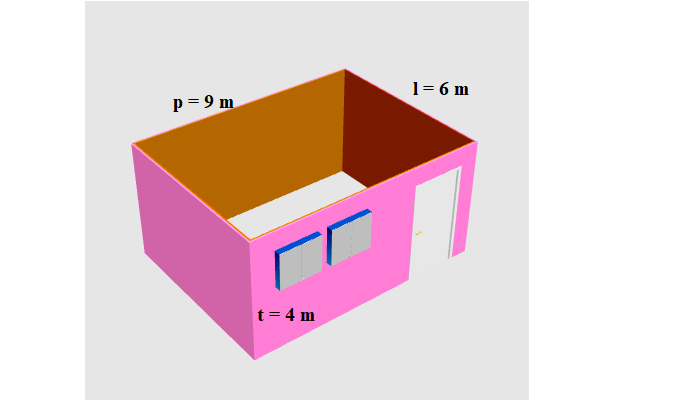 p = 9 m
l = 6 m
t = 4 m